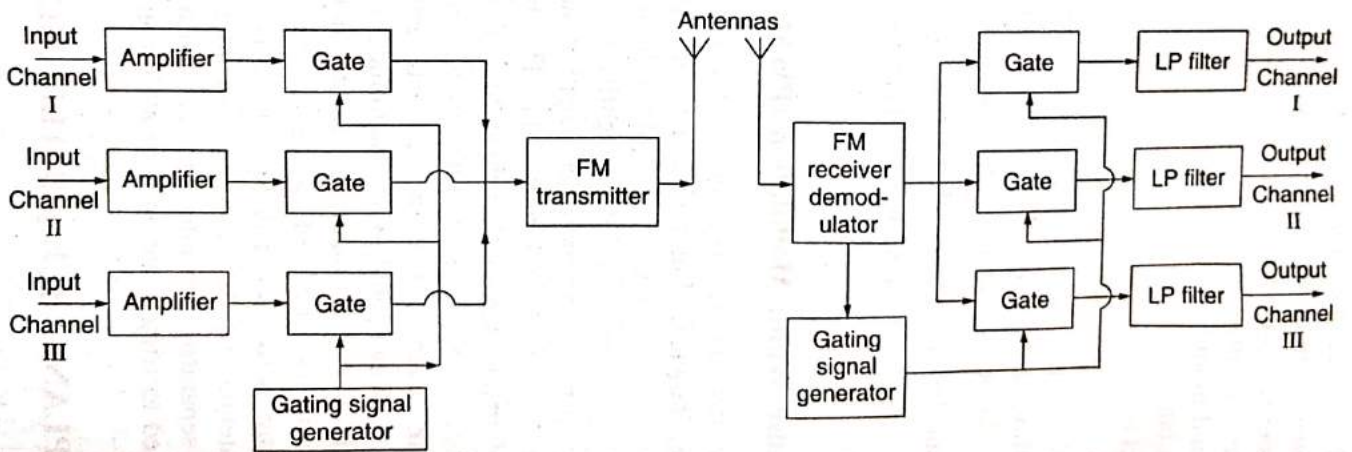 Antennas
Input
Channel
I
Amplifier
Gate
Input
Channel
II
Amplifier
Gate
FM
transmitter
Input
Channel
III
Amplifier
Gate
Gating signal
generator
FM
receiver
demod-
ulator
Gating
signal
generator
Gate
LP filter
Output
Channel
I
Gate
LP filter
Output
Channel
II
Gate
LP filter
Output
Channel
III